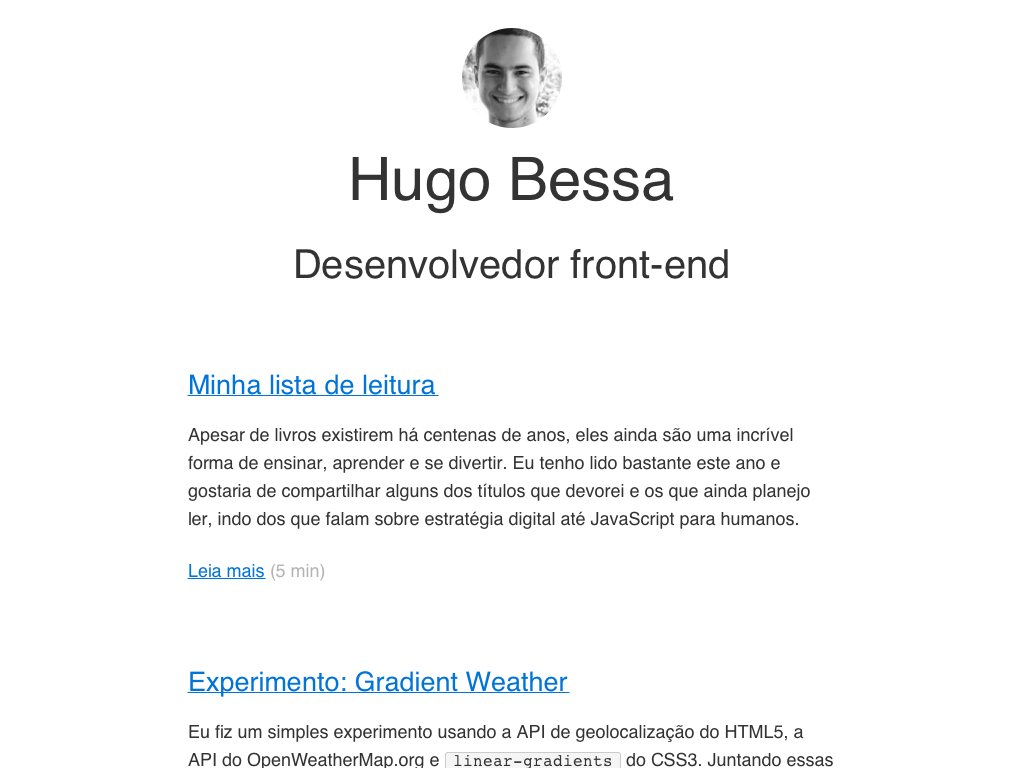 Hugo Bessa
Desenvolvedor front-end
Minha lista de leitura
Apesar de livros existirem há centenas de anos, eles ainda são uma incrível
forma de ensinar, aprender e se divertir. Eu tenho lido bastante este ano e
gostaria de compartilhar alguns dos títulos que devorei e os que ainda planejo
ler, indo dos que falam sobre estratégia digital até JavaScript para humanos.
Leia mais (5 min)
Experimento: Gradient Weather
Eu fiz um simples experimento usando a API de geolocalização do HTML5, a
API do OpenWeatherMap.org e linear-gradients do CSS3. Juntando essas